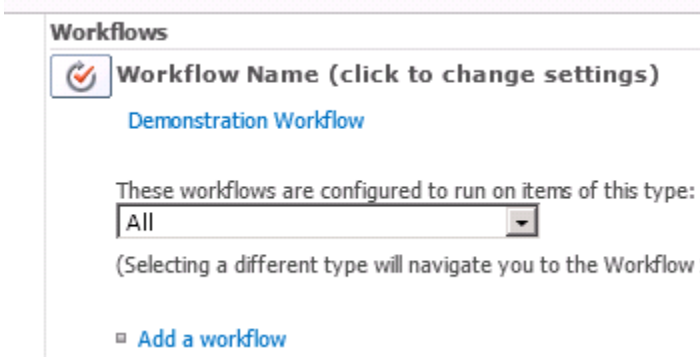 Workflows
Workflow Name (click to change settings)
Demonstration Workflow
These workflows are configured to run on items of this type:
All
(Selecting a different type will navigate you to the Workflow
Add a workflow